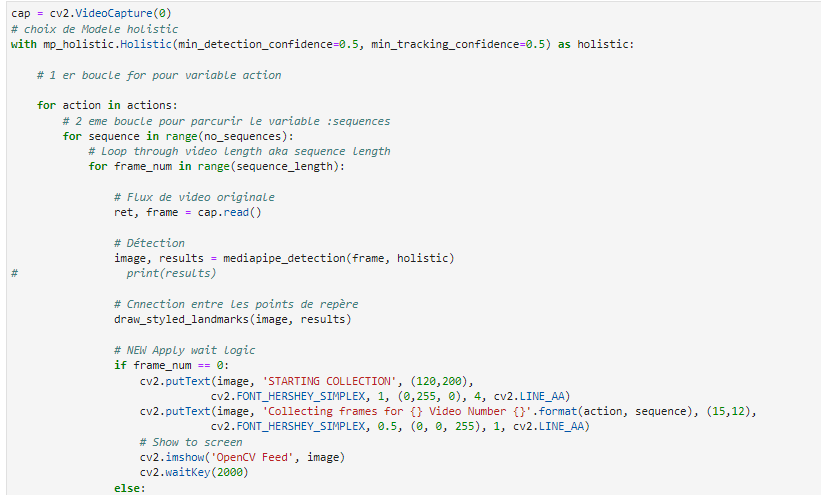 cap = cv2.VideoCapture(0)
# choix de Modele holistic
with mp_holistic.Holistic(min_detection_confidence=0.5, min_tracking_confidence=0.5) as holistic:
# 1 er boucle for pour variable action
for action in actions:
# 2 eme boucle pour parcurir le variable :sequences
for sequence in range(no_sequences):
# Loop through video length aka sequence length
for frame_num in range(sequence_length):
# Flux de video originale
ret, frame = cap.read()
# Détection
image, results = mediapipe_detection(frame, holistic)
# print(results)
# Cnnection entre les points de repère
draw_styled_landmarks(image, results)
# NEW Apply wait logic
if frame_num == 0:
cv2.putText(image, 'STARTING COLLECTION', (120,200),
cv2.FONT_HERSHEY_SIMPLEX, 1, (0,255, 0), 4, cv2.LINE_AA)
cv2.putText(image, 'Collecting frames for {} Video Number {}'.format(action, sequence), (15,12),
cv2.FONT_HERSHEY_SIMPLEX, 0.5, (0, 0, 255), 1, cv2.LINE_AA)
# Show to screen
cv2.imshow('OpenCV Feed', image)
cv2.waitKey(2000)
else: